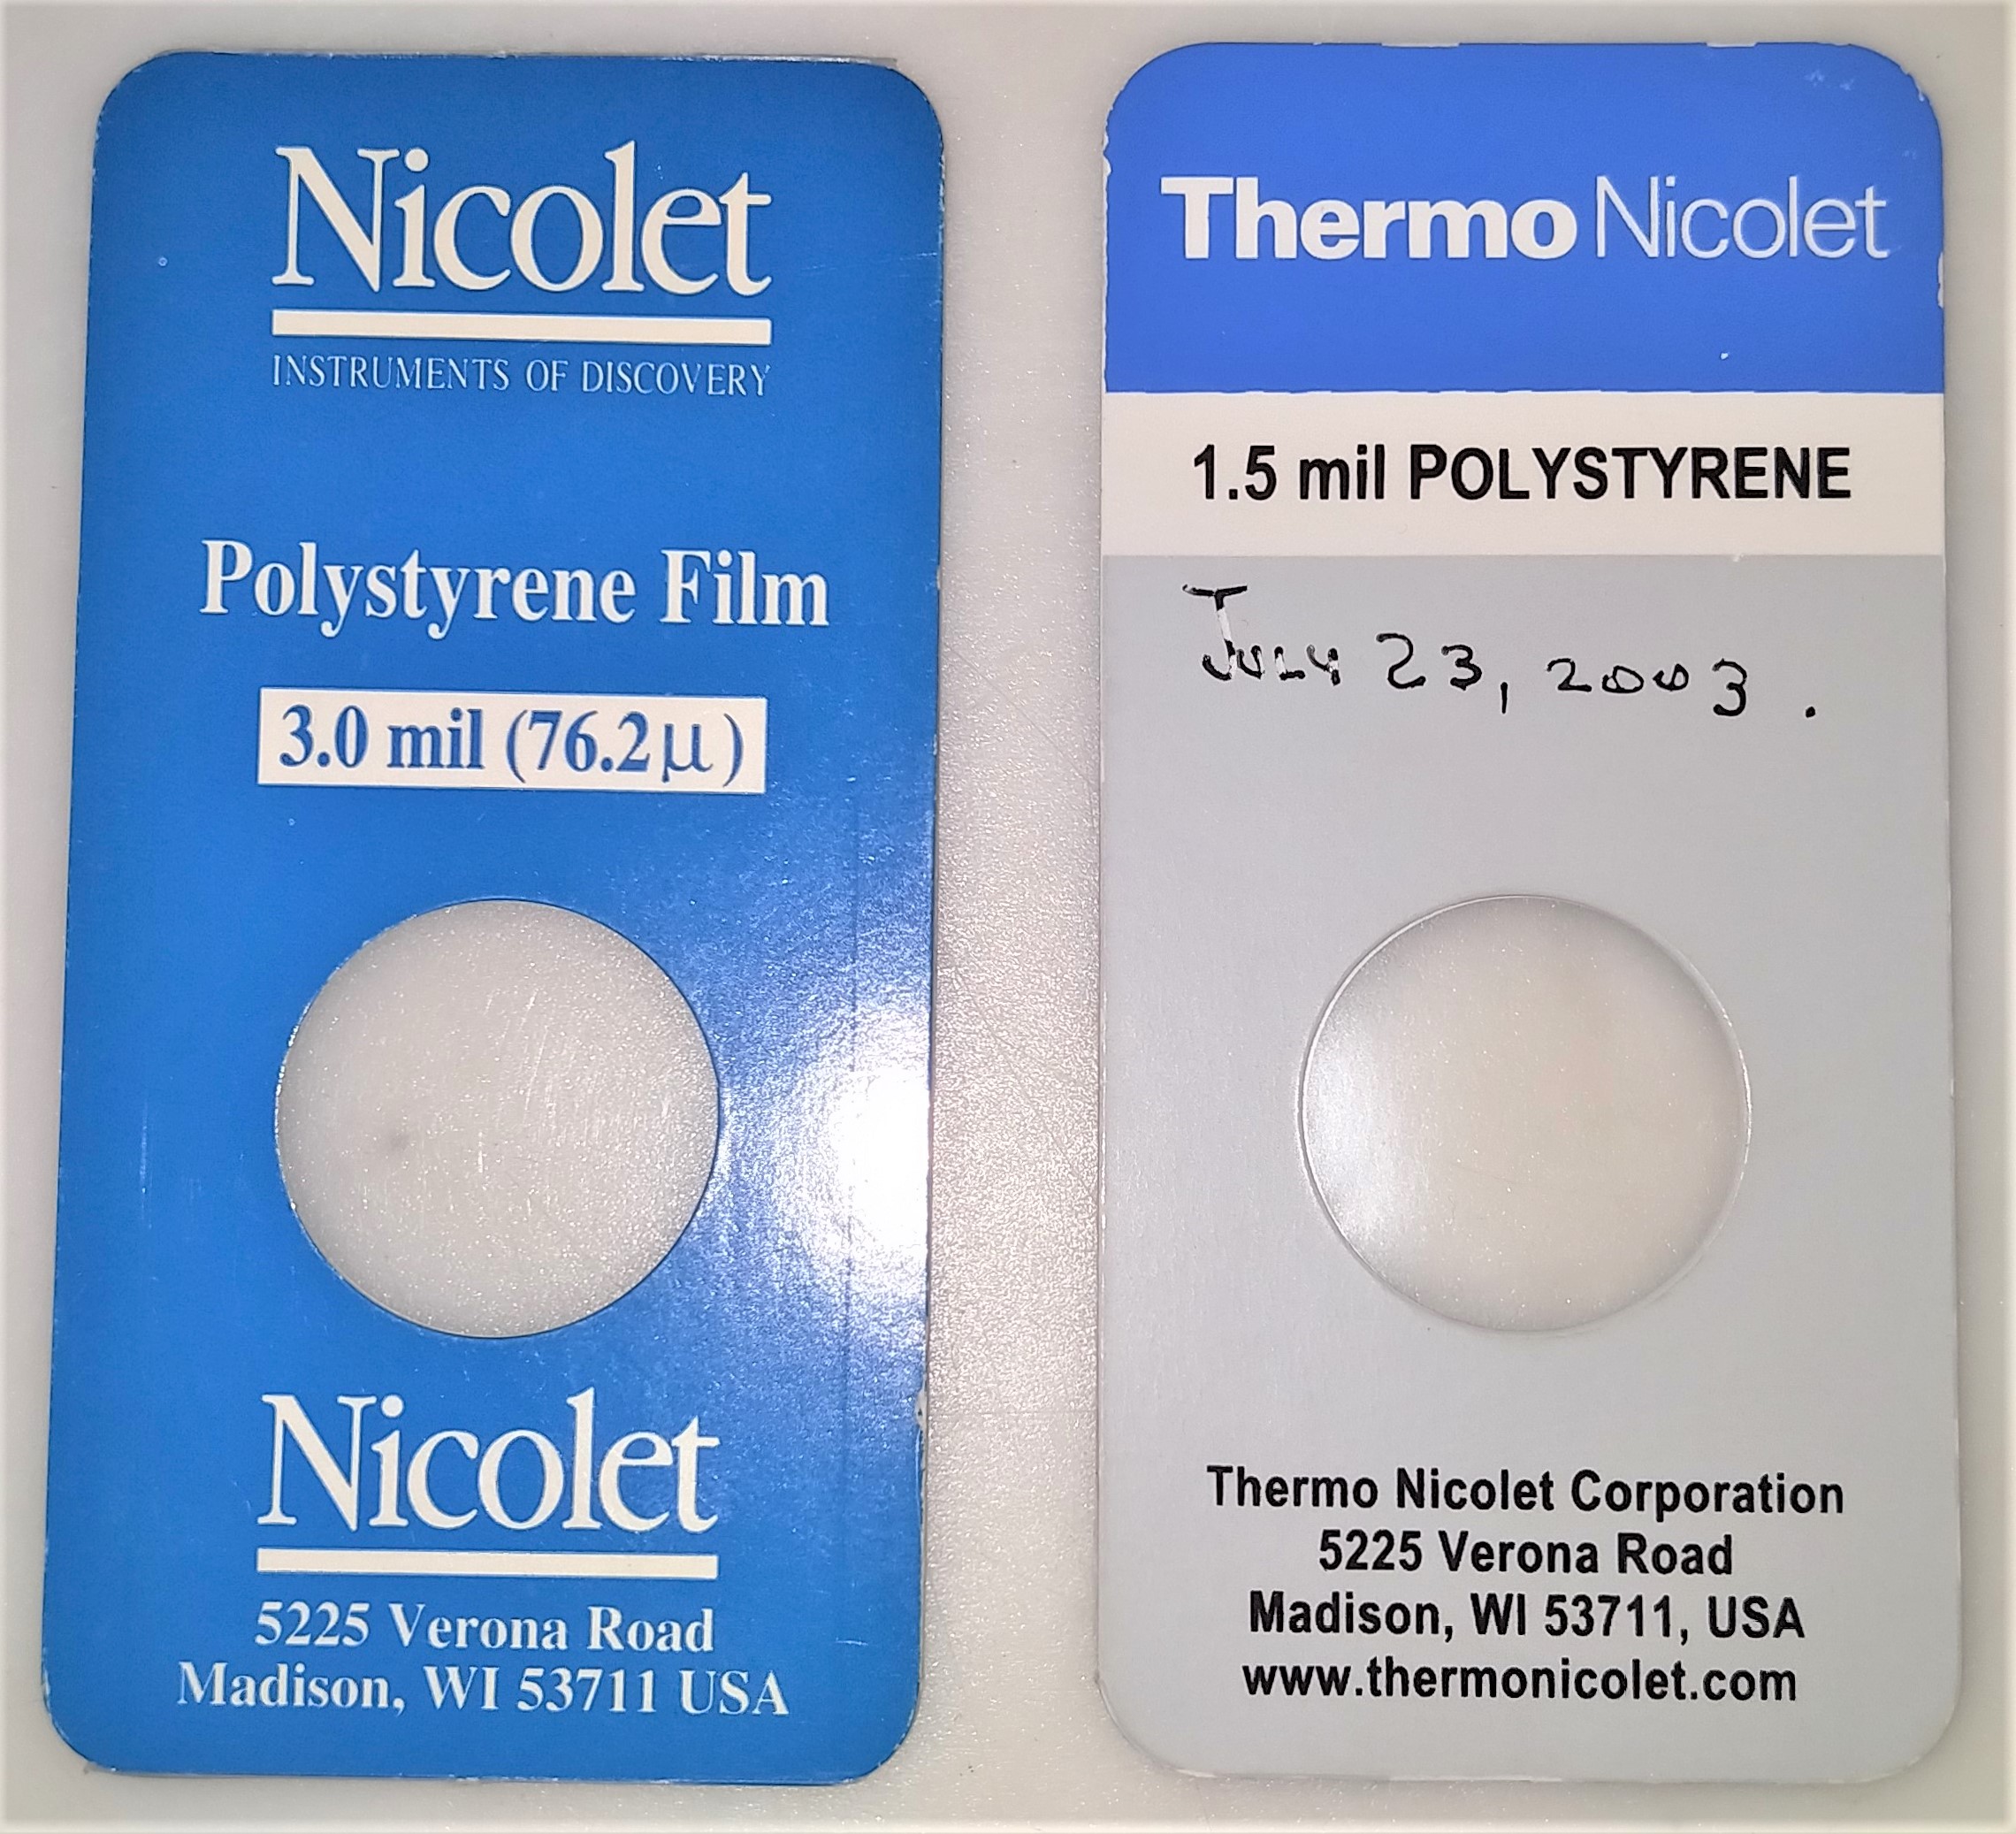 Nicolet
INSTRUMENTS OF DISCOVERY
Polystyrene Film
3.0 mil (76.2μ)
Nicolet
5225 Verona Road
Madison, WI 53711 USA
Thermo Nicolet
1.5 mil POLYSTYRENE
July 23, 2003.
Thermo Nicolet Corporation
5225 Verona Road
Madison, WI 53711, USA
www.thermonicolet.com